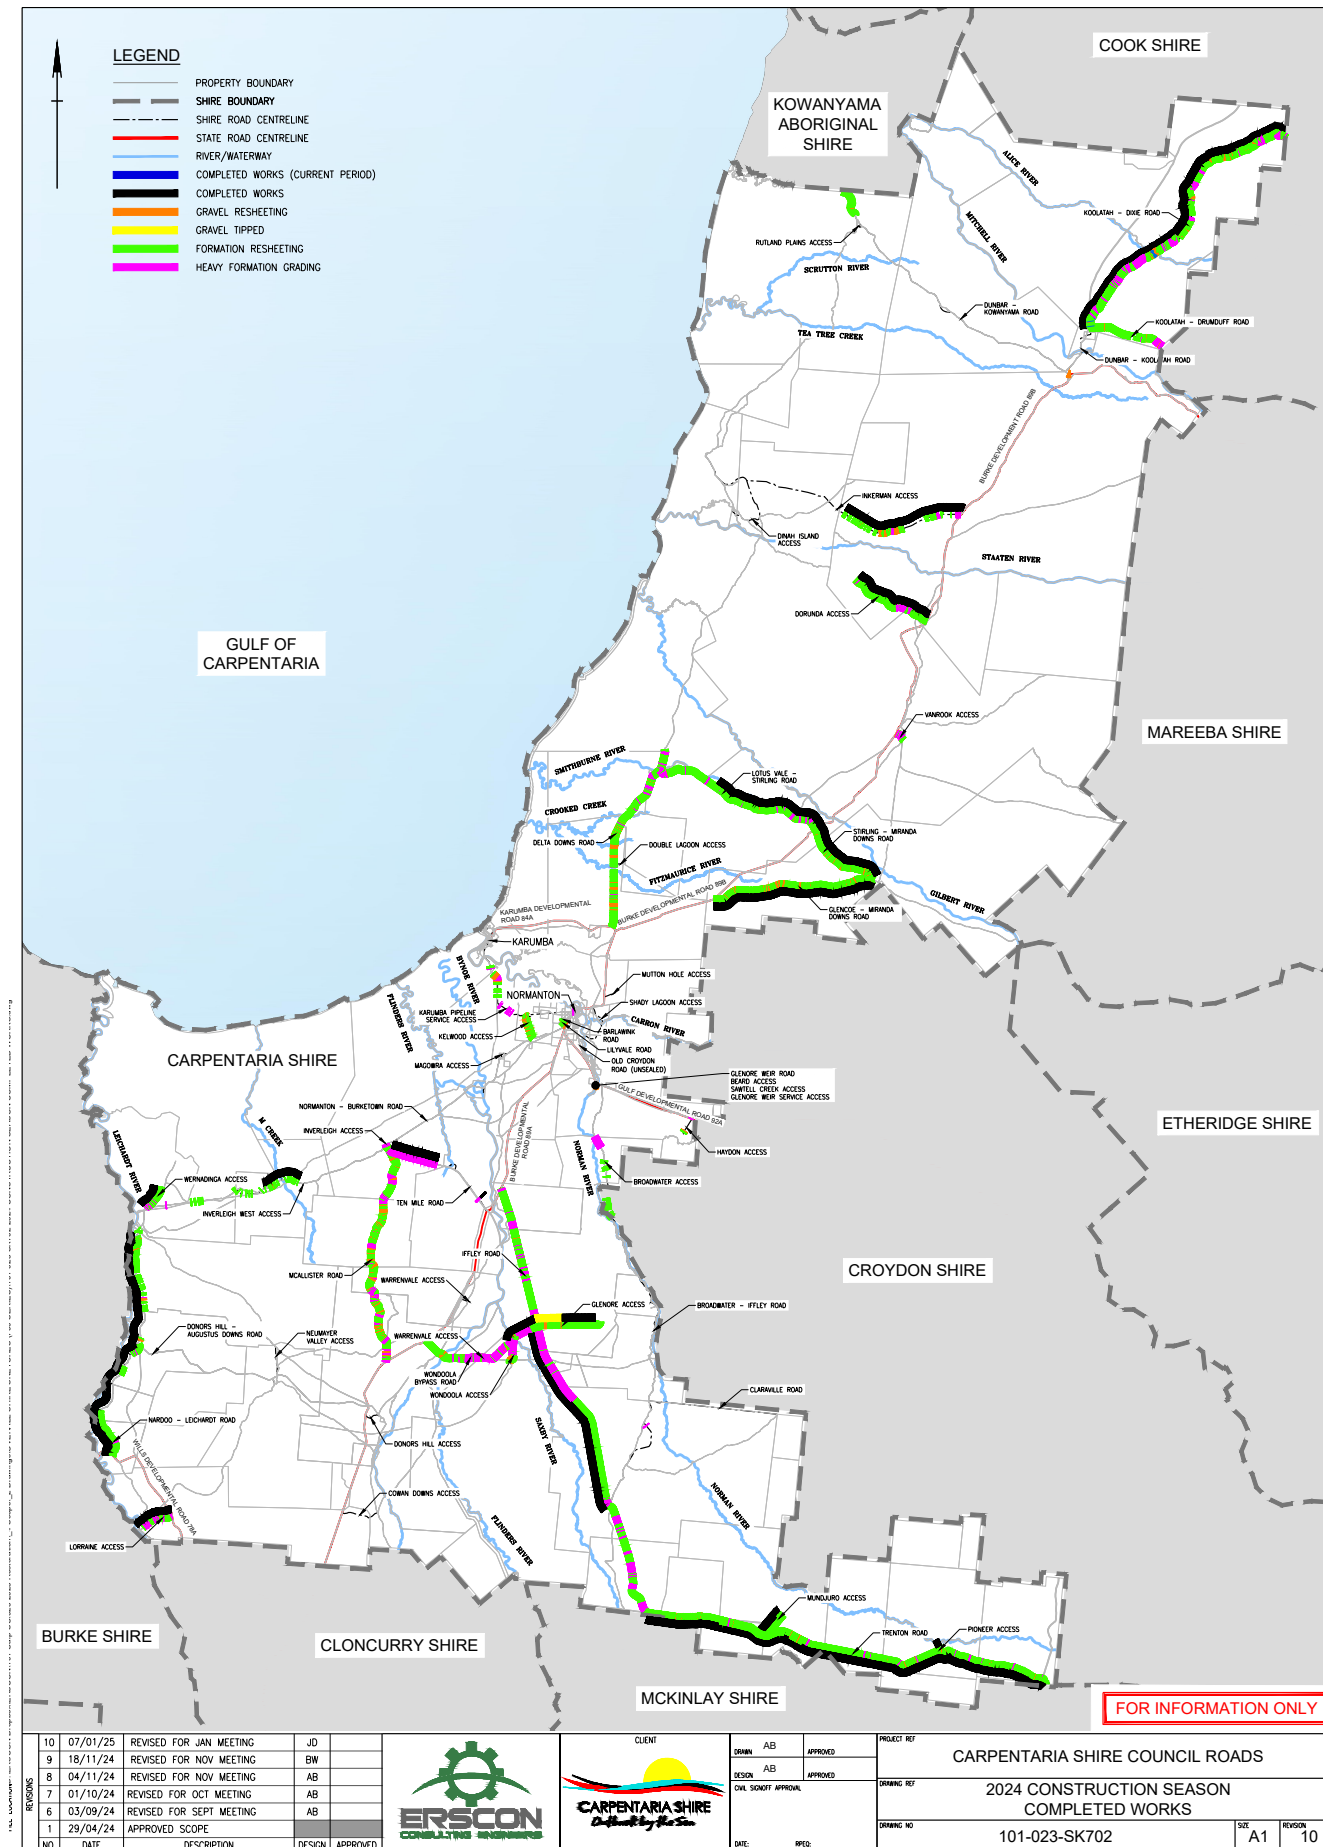 LEGEND
PROPERTY BOUNDARY
SHIRE BOUNDARY
SHIRE ROAD CENTRELINE
STATE ROAD CENTRELINE
RIVER/WATERWAY
COMPLETED WORKS (CURRENT PERIOD)
COMPLETED WORKS
GRAVEL RESHEETING
GRAVEL TIPPED
FORMATION RESHEETING
HEAVY FORMATION GRADING
COOK SHIRE
KOWANYAMA
ABORIGINAL
SHIRE
ALICE RIVER
MITCHELL RIVER
KOOLATAH - DIXIE ROAD
RUTLAND PLAINS ACCESS
SCRUTTON RIVER
DUNBAR -
KOWANYAMA ROAD
KOOLATAH - DRUMDUFF ROAD
TEA TREE CREEK
DUNBAR - KOOLATAH ROAD
BURKE DEVELOPMENT ROAD 89B
INKERMAN ACCESS
DINAH ISLAND
ACCESS
STAATEN RIVER
DORUNDA ACCESS
GULF OF
CARPENTARIA
VANROOK ACCESS
MAREEBA SHIRE
SMITHBURNE RIVER
LOTUS VALE -
STIRLING ROAD
CROOKED CREEK
STIRLING - MIRANDA
DOWNS ROAD
DELTA DOWNS ROAD
DOUBLE LAGOON ACCESS
FITZMAURICE RIVER
GILBERT RIVER
BURKE DEVELOPMENTAL ROAD 89B
GLENCOE - MIRANDA
DOWNS ROAD
KARUMBA DEVELOPMENTAL
ROAD 84A
KARUMBA
BYNOE RIVER
MUTTON HOLE ACCESS
FLINDERS RIVER
NORMANTON
SHADY LAGOON ACCESS
KARUMBA PIPELINE
SERVICE ACCESS
CARRON RIVER
KELWOOD ACCESS
BARLAWINK
ROAD
LILYVALE ROAD
OLD CROYDON
ROAD (UNSEALED)
CARPENTARIA SHIRE
MAGOWRA ACCESS
GLENORE WEIR ROAD
BEARD ACCESS
SAWTELL CREEK ACCESS
GLENORE WEIR SERVICE ACCESS
GULF DEVELOPMENTAL ROAD 92A
NORMANTON - BURKETOWN ROAD
INVERLEIGH ACCESS
M CREEK
LEICHARDT RIVER
BURKE DEVELOPMENTAL
ROAD 89A
NORMAN RIVER
HAYDON ACCESS
ETHERIDGE SHIRE
WERNADINGA ACCESS
BROADWATER ACCESS
TEN MILE ROAD
INVERLEIGH WEST ACCESS
IFFLEY ROAD
MCALLISTER ROAD
WARRENVALE ACCESS
CROYDON SHIRE
GLENORE ACCESS
BROADWATER - IFFLEY ROAD
DONORS HILL -
AUGUSTUS DOWNS ROAD
NEUMAYER
VALLEY ACCESS
WARRENVALE ACCESS
WONDOOLA
BYPASS ROAD
WONDOOLA ACCESS
CLARAVILLE ROAD
NARDOO - LEICHARDT ROAD
SAXBY RIVER
DONORS HILL ACCESS
WILLS DEVELOPMENTAL ROAD 78A
COWAN DOWNS ACCESS
NORMAN RIVER
FLINDERS RIVER
LORRAINE ACCESS
MUNDJURO ACCESS
TRENTON ROAD
PIONEER ACCESS
BURKE SHIRE
CLONCURRY SHIRE
MCKINLAY SHIRE
FOR INFORMATION ONLY
REVISIONS
10 07/01/25 REVISED FOR JAN MEETING JD
9 18/11/24 REVISED FOR NOV MEETING BW
8 04/11/24 REVISED FOR NOV MEETING AB
7 01/10/24 REVISED FOR OCT MEETING AB
6 03/09/24 REVISED FOR SEPT MEETING AB
1 29/04/24 APPROVED SCOPE
NO DATE DESCRIPTION DESIGN APPROVED
ERSCON
CONSULTING ENGINEERS
CLIENT
CARPENTARIA SHIRE
Outback by the Sea
DRAWN AB APPROVED
DESIGN AB APPROVED
CIVIL SIGNOFF APPROVAL
DATE: RPEQ:
PROJECT REF
CARPENTARIA SHIRE COUNCIL ROADS
DRAWING REF
2024 CONSTRUCTION SEASON
COMPLETED WORKS
DRAWING NO
101-023-SK702
SIZE
A1
REVISION
10